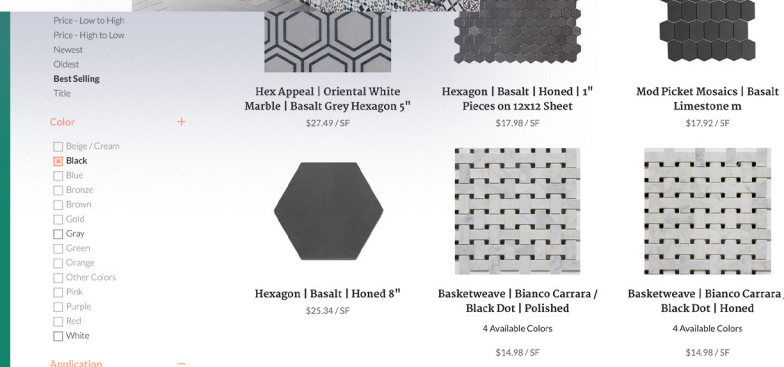 Price - Low to High
Price - High to Low
Newest
Oldest
Best Selling
Title
Color +
Beige / Cream
Black
Blue
Bronze
Brown
Gold
Gray
Green
Orange
Other Colors
Pink
Purple
Red
White
Application −
Hex Appeal | Oriental White
Marble | Basalt Grey Hexagon 5"
$27.49 / SF
Hexagon | Basalt | Honed | 1"
Pieces on 12x12 Sheet
$17.98 / SF
Mod Picket Mosaics | Basalt
Limestone m
$17.92 / SF
Hexagon | Basalt | Honed 8"
$25.34 / SF
Basketweave | Bianco Carrara /
Black Dot | Polished
4 Available Colors
$14.98 / SF
Basketweave | Bianco Carrara /
Black Dot | Honed
4 Available Colors
$14.98 / SF